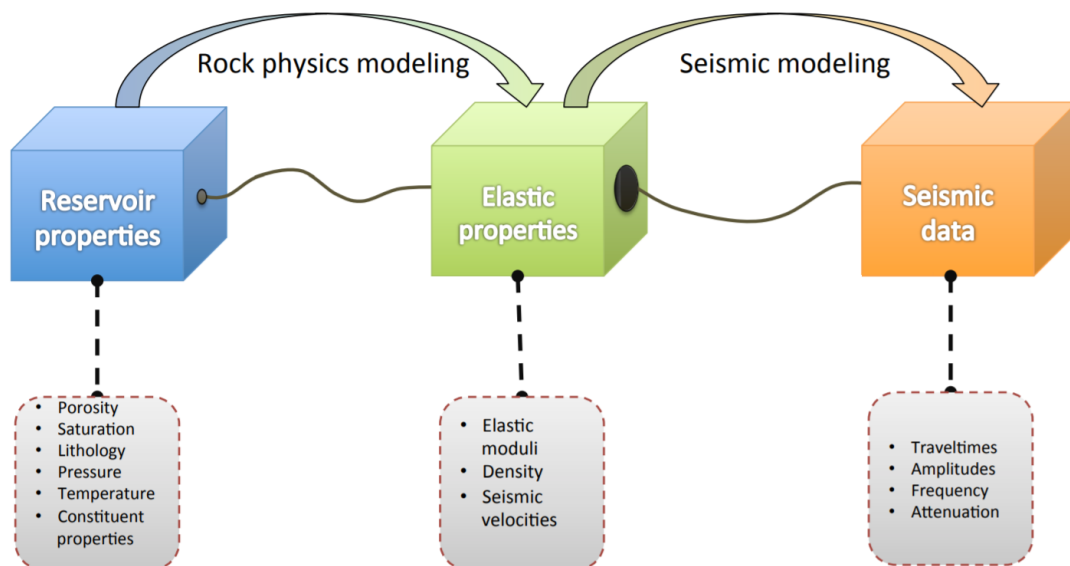 Rock physics modeling
Seismic modeling
Reservoir
properties
Elastic
properties
Seismic
data
• Porosity
• Saturation
• Lithology
• Pressure
• Temperature
• Constituent
properties
• Elastic
moduli
• Density
• Seismic
velocities
• Traveltimes
• Amplitudes
• Frequency
• Attenuation